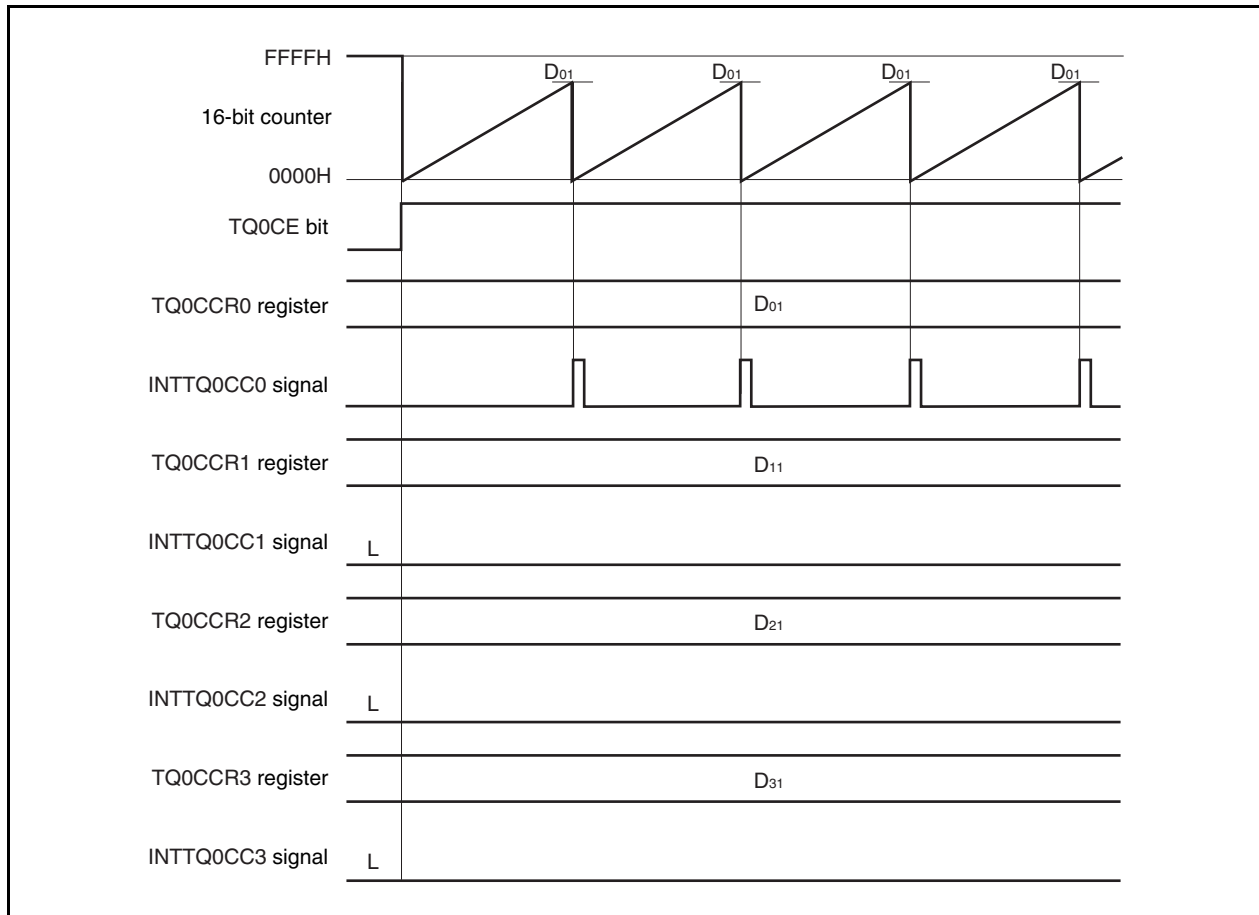 FFFFH
D01 D01 D01 D01
16-bit counter
0000H
TQ0CE bit
TQ0CCR0 register
D01
INTTQ0CC0 signal
TQ0CCR1 register
D11
INTTQ0CC1 signal
L
TQ0CCR2 register
D21
INTTQ0CC2 signal
L
TQ0CCR3 register
D31
INTTQ0CC3 signal
L